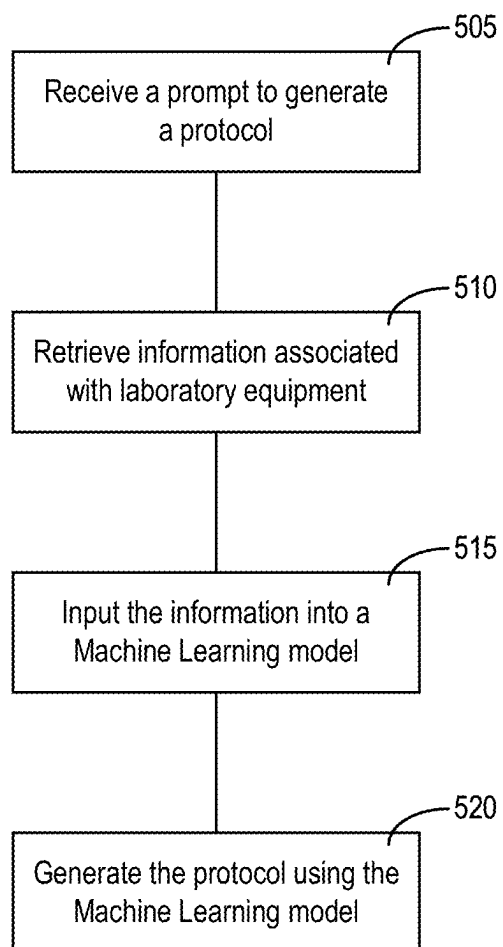 505
Receive a prompt to generate
a protocol
510
Retrieve information associated
with laboratory equipment
515
Input the information into a
Machine Learning model
520
Generate the protocol using the
Machine Learning model